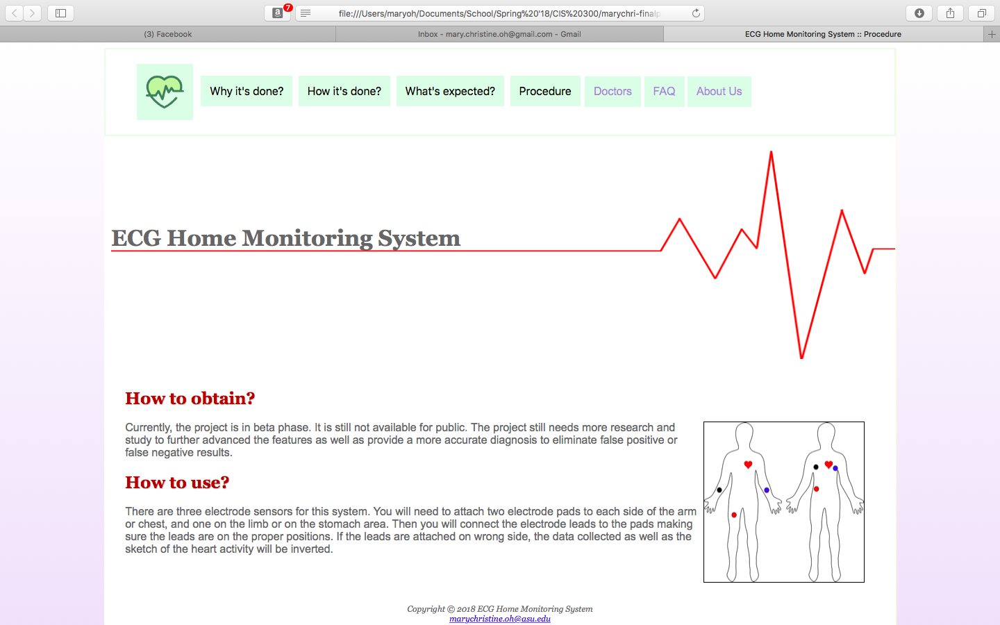 7
file:///Users/maryoh/Documents/School/Spring%20'18/CIS%20300/marychri-finalp
(3) Facebook
Inbox - mary.christine.oh@gmail.com - Gmail
ECG Home Monitoring System :: Procedure
Why it's done?
How it's done?
What's expected?
Procedure
Doctors
FAQ
About Us
ECG Home Monitoring System
How to obtain?
Currently, the project is in beta phase. It is still not available for public. The project still needs more research and
study to further advanced the features as well as provide a more accurate diagnosis to eliminate false positive or
false negative results.
How to use?
There are three electrode sensors for this system. You will need to attach two electrode pads to each side of the arm
or chest, and one on the limb or on the stomach area. Then you will connect the electrode leads to the pads making
sure the leads are on the proper positions. If the leads are attached on wrong side, the data collected as well as the
sketch of the heart activity will be inverted.
Copyright © 2018 ECG Home Monitoring System
marychristine.oh@asu.edu